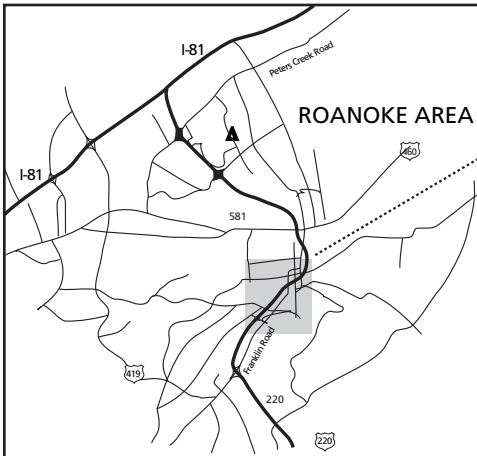 I-81
Peters Creek Road
ROANOKE AREA
460
I-81
581
Franklin Road
419
220
220